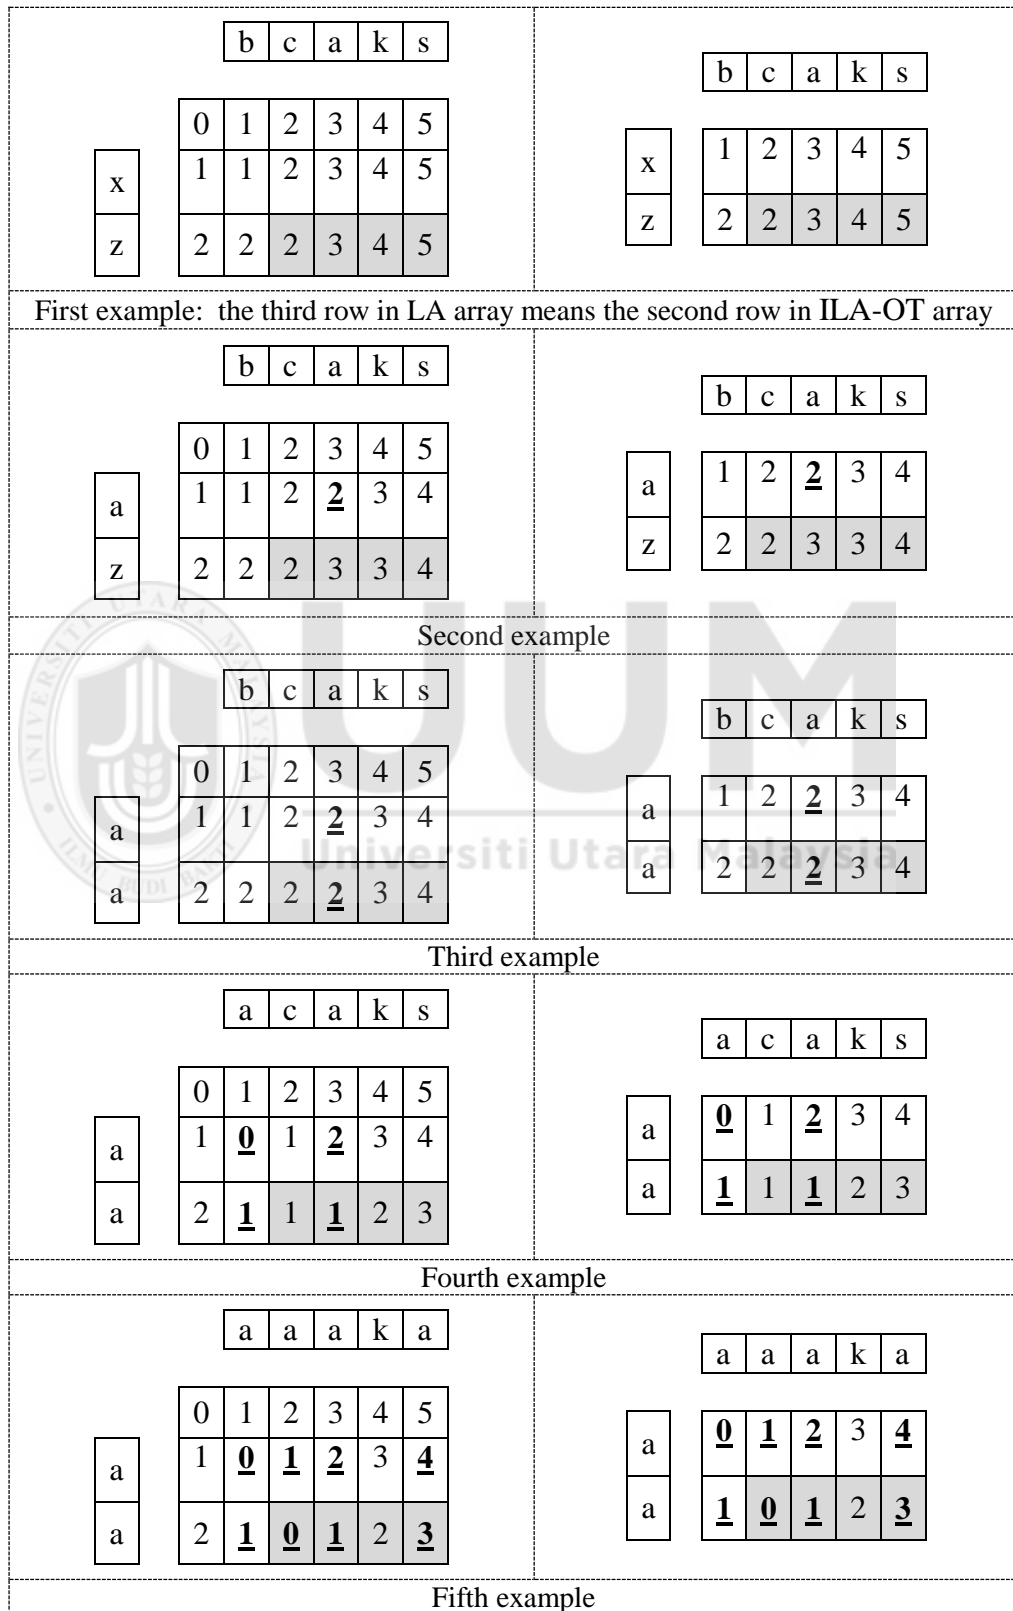 b c a k s
b c a k s
0 1 2 3 4 5
x 1 1 2 3 4 5
z 2 2 2 3 4 5
x 1 2 3 4 5
z 2 2 3 4 5
First example: the third row in LA array means the second row in ILA-OT array
b c a k s
b c a k s
0 1 2 3 4 5
a 1 1 2 2 3 4
z 2 2 2 3 3 4
a 1 2 2 3 4
z 2 2 3 3 4
Second example
b c a k s
b c a k s
0 1 2 3 4 5
a 1 1 2 2 3 4
a 2 2 2 2 3 4
a 1 2 2 3 4
a 2 2 2 3 4
Third example
a c a k s
a c a k s
0 1 2 3 4 5
a 1 0 1 2 3 4
a 2 1 1 1 2 3
a 0 1 2 3 4
a 1 1 1 2 3
Fourth example
a a a k a
a a a k a
0 1 2 3 4 5
a 1 0 1 2 3 4
a 2 1 0 1 2 3
a 0 1 2 3 4
a 1 0 1 2 3
Fifth example
UUM
Universiti Utara Malaysia
UNIVERSITI UTARA MALAYSIA
ILMU BUDI BAKTI